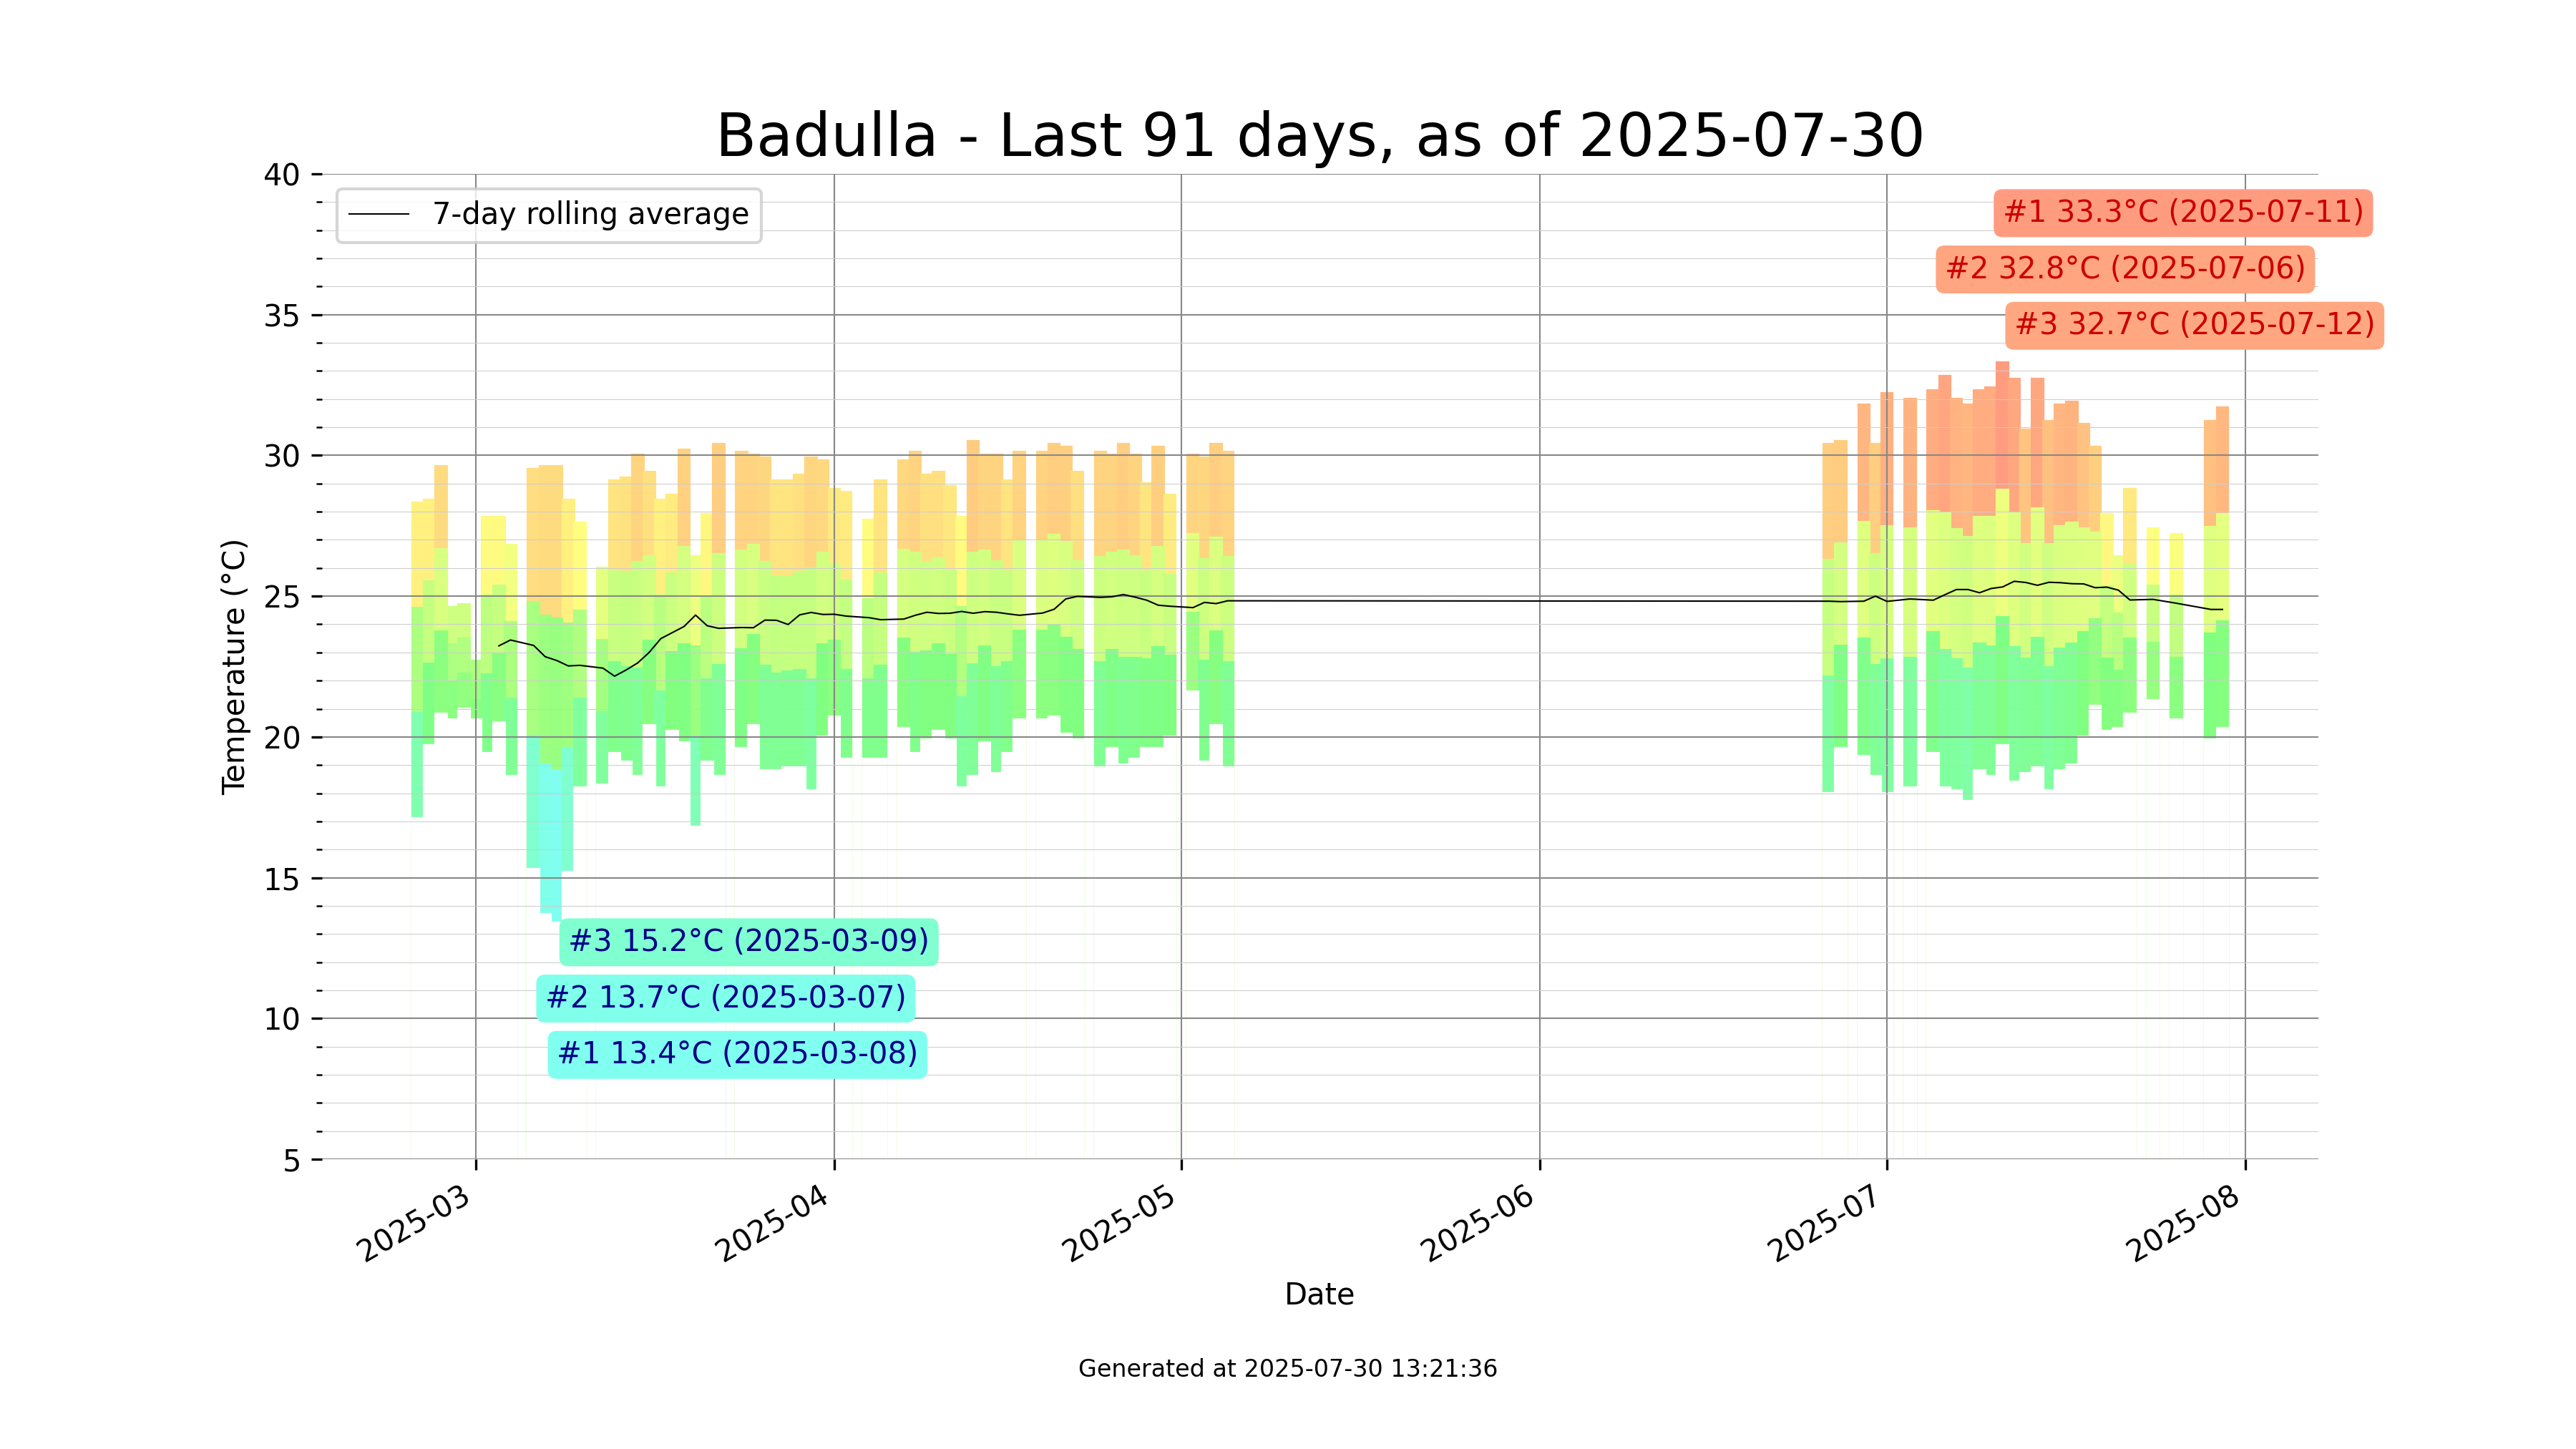 Badulla - Last 91 days, as of 2025-07-30
7-day rolling average
#1 33.3°C (2025-07-11)
#2 32.8°C (2025-07-06)
#3 32.7°C (2025-07-12)
40
35
30
25
20
15
10
5
Temperature (°C)
#3 15.2°C (2025-03-09)
#2 13.7°C (2025-03-07)
#1 13.4°C (2025-03-08)
2025-03
2025-04
2025-05
2025-06
2025-07
2025-08
Date
Generated at 2025-07-30 13:21:36